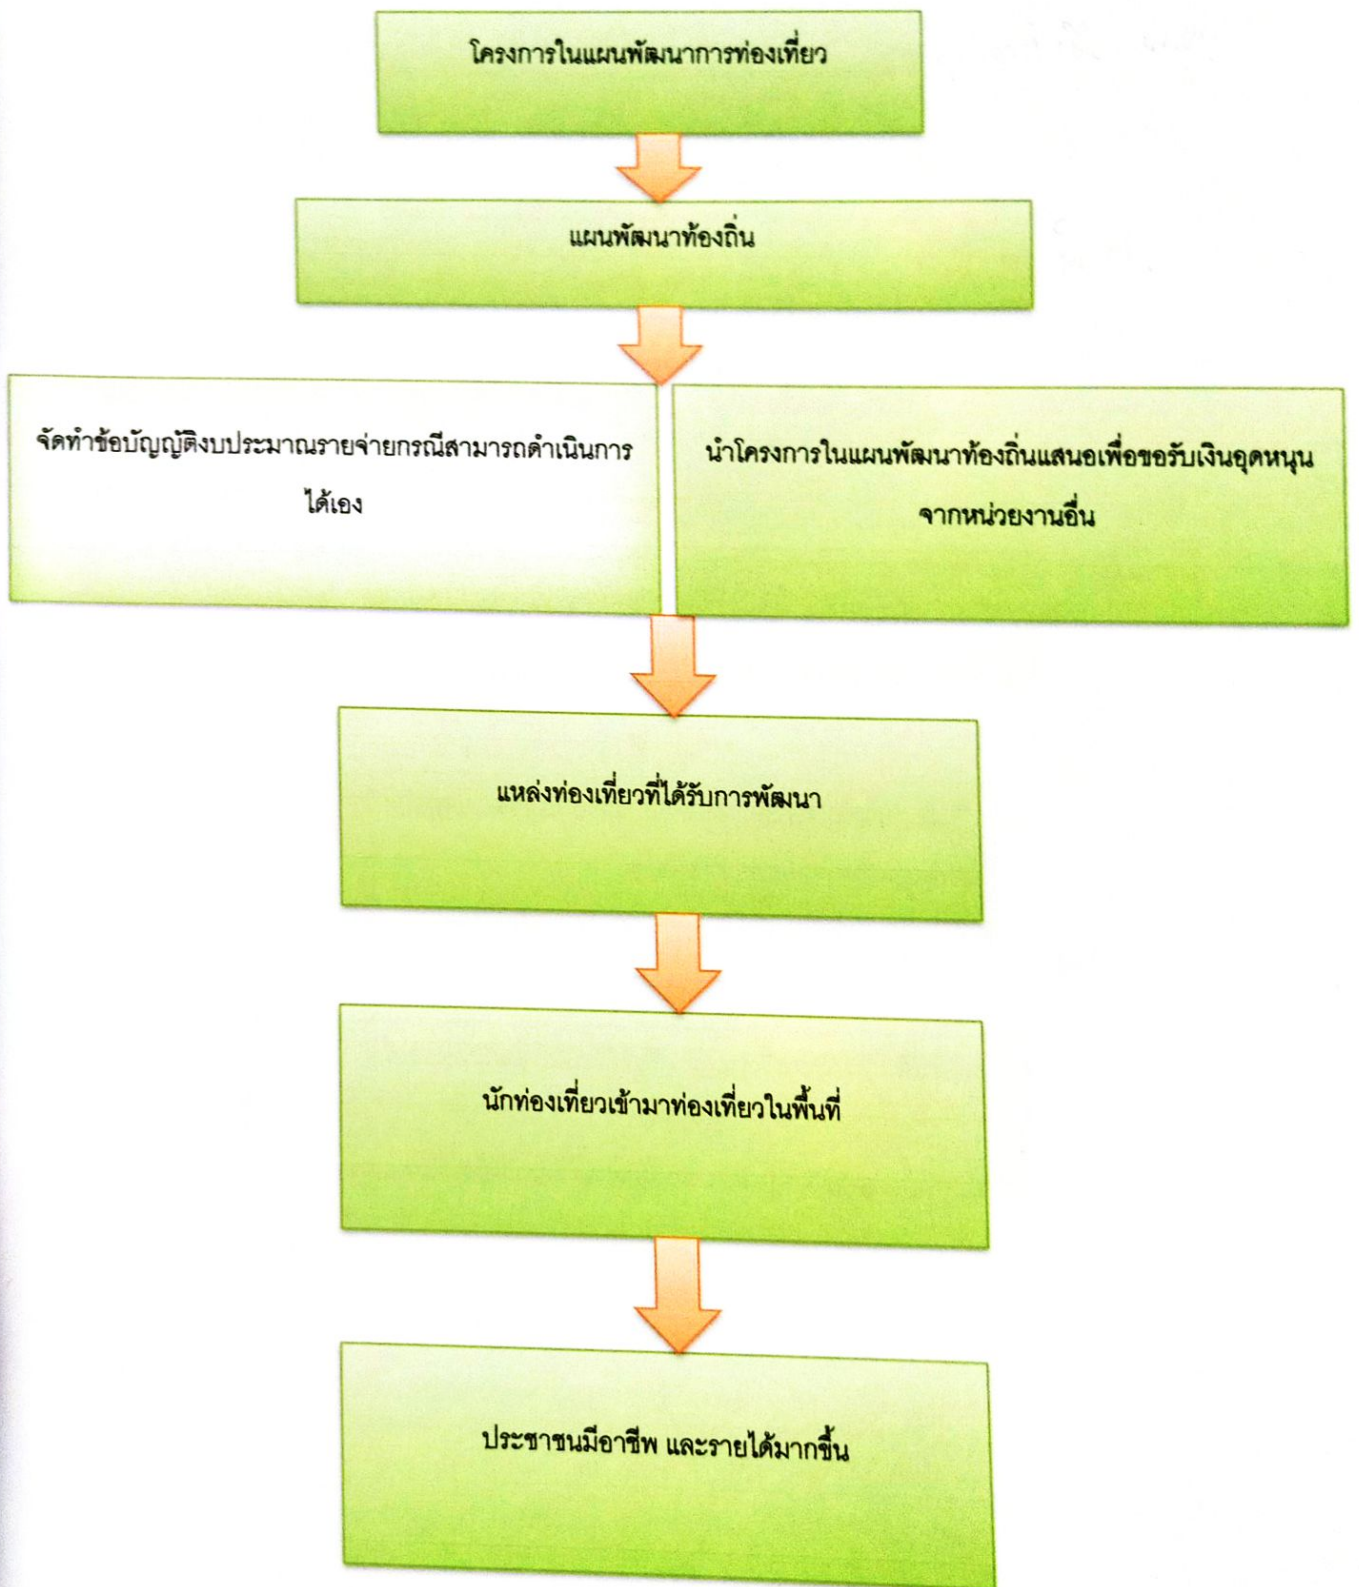 โครงการในแผนพัฒนาการท่องเที่ยว
แผนพัฒนาท้องถิ่น
จัดทำข้อบัญญัติงบประมาณรายจ่ายกรณีสามารถดำเนินการ
ได้เอง
นำโครงการในแผนพัฒนาท้องถิ่นเสนอเพื่อขอรับเงินอุดหนุน
จากหน่วยงานอื่น
แหล่งท่องเที่ยวที่ได้รับการพัฒนา
นักท่องเที่ยวเข้ามาท่องเที่ยวในพื้นที่
ประชาชนมีอาชีพ และรายได้มากขึ้น